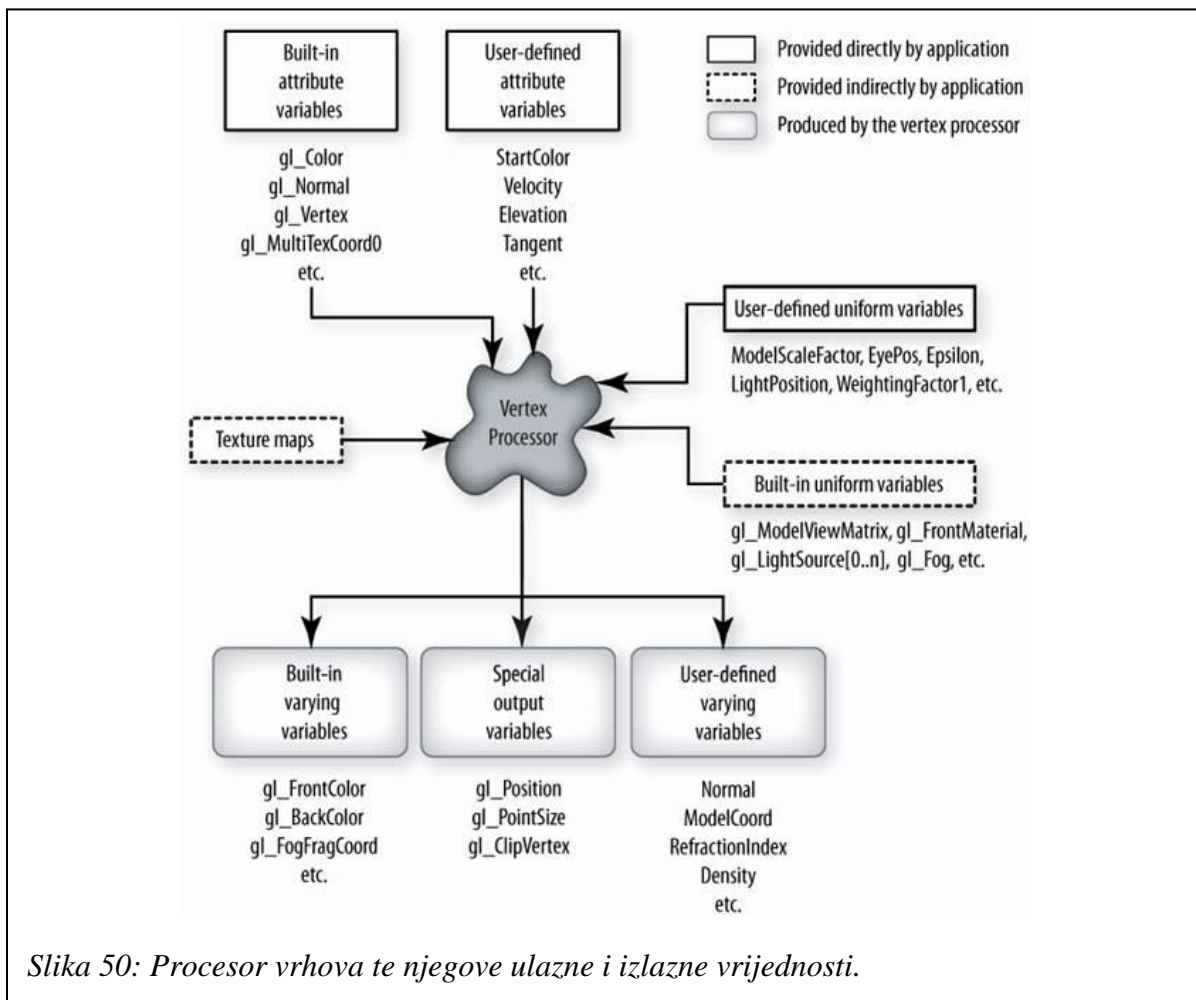 Built-in
attribute
variables
gl_Color
gl_Normal
gl_Vertex
gl_MultiTexCoord0
etc.
User-defined
attribute
variables
StartColor
Velocity
Elevation
Tangent
etc.
Provided directly by application
Provided indirectly by application
Produced by the vertex processor
User-defined uniform variables
ModelScaleFactor, EyePos, Epsilon,
LightPosition, WeightingFactor1, etc.
Vertex
Processor
Texture maps
Built-in uniform variables
gl_ModelViewMatrix, gl_FrontMaterial,
gl_LightSource[0..n], gl_Fog, etc.
Built-in
varying
variables
gl_FrontColor
gl_BackColor
gl_FogFragCoord
etc.
Special
output
variables
gl_Position
gl_PointSize
gl_ClipVertex
User-defined
varying
variables
Normal
ModelCoord
RefractionIndex
Density
etc.
Slika 50: Procesor vrhova te njegove ulazne i izlazne vrijednosti.